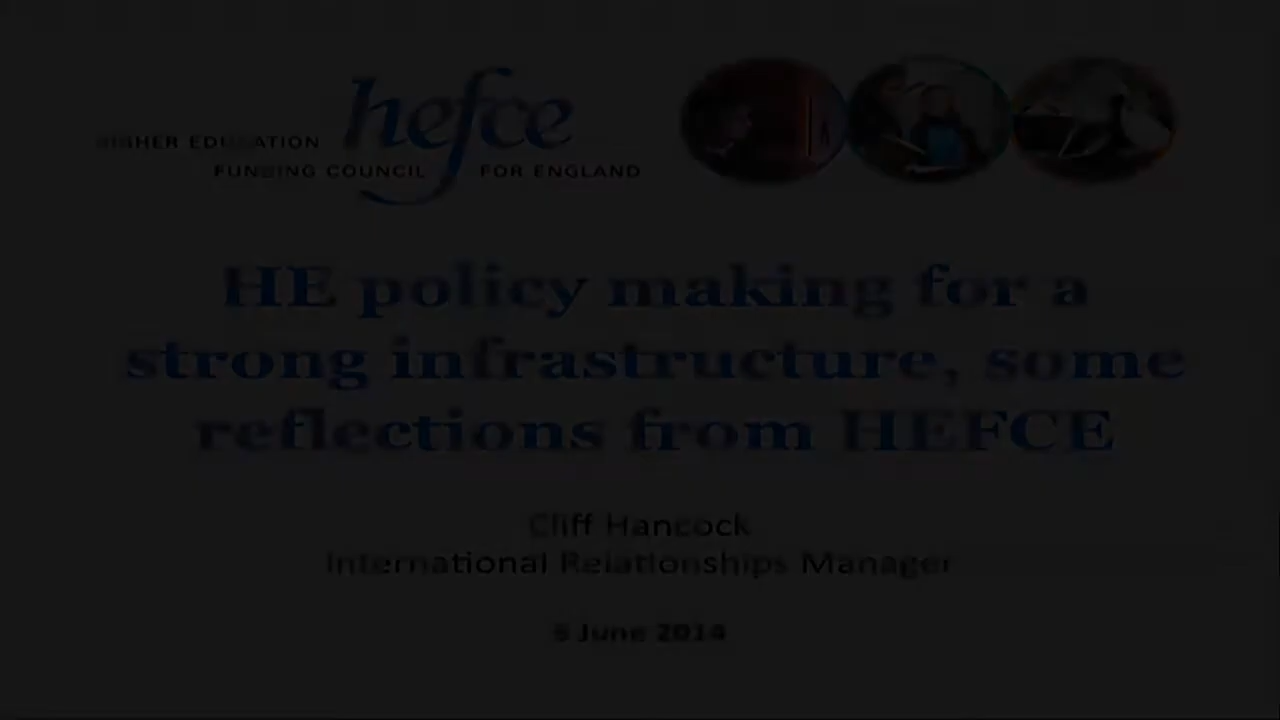 hefce
HIGHER EDUCATION
FUNDING COUNCIL FOR ENGLAND
HE policy making for a
strong infrastructure, some
reflections from HEFCE
Cliff Hancock
International Relationships Manager
June 2014